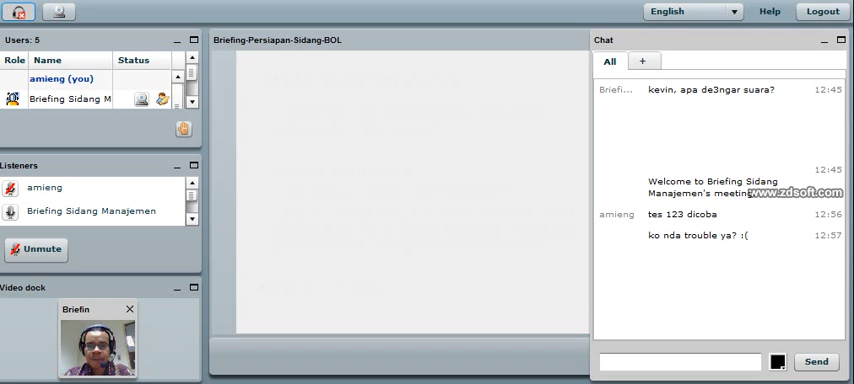 English
Help
Logout
Users: 5
Role Name Status
amieng (you)
Briefing Sidang M
Listeners
amieng
Briefing Sidang Manajemen
Unmute
Video dock
Briefin
Briefing-Persiapan-Sidang-BOL
Chat
All +
Briefi... kevin, apa de3ngar suara? 12:45
12:45
Welcome to Briefing Sidang
Manajemen's meeting
www.zdsoft.com
amieng tes 123 dicoba 12:56
ko nda trouble ya? :( 12:57
Send